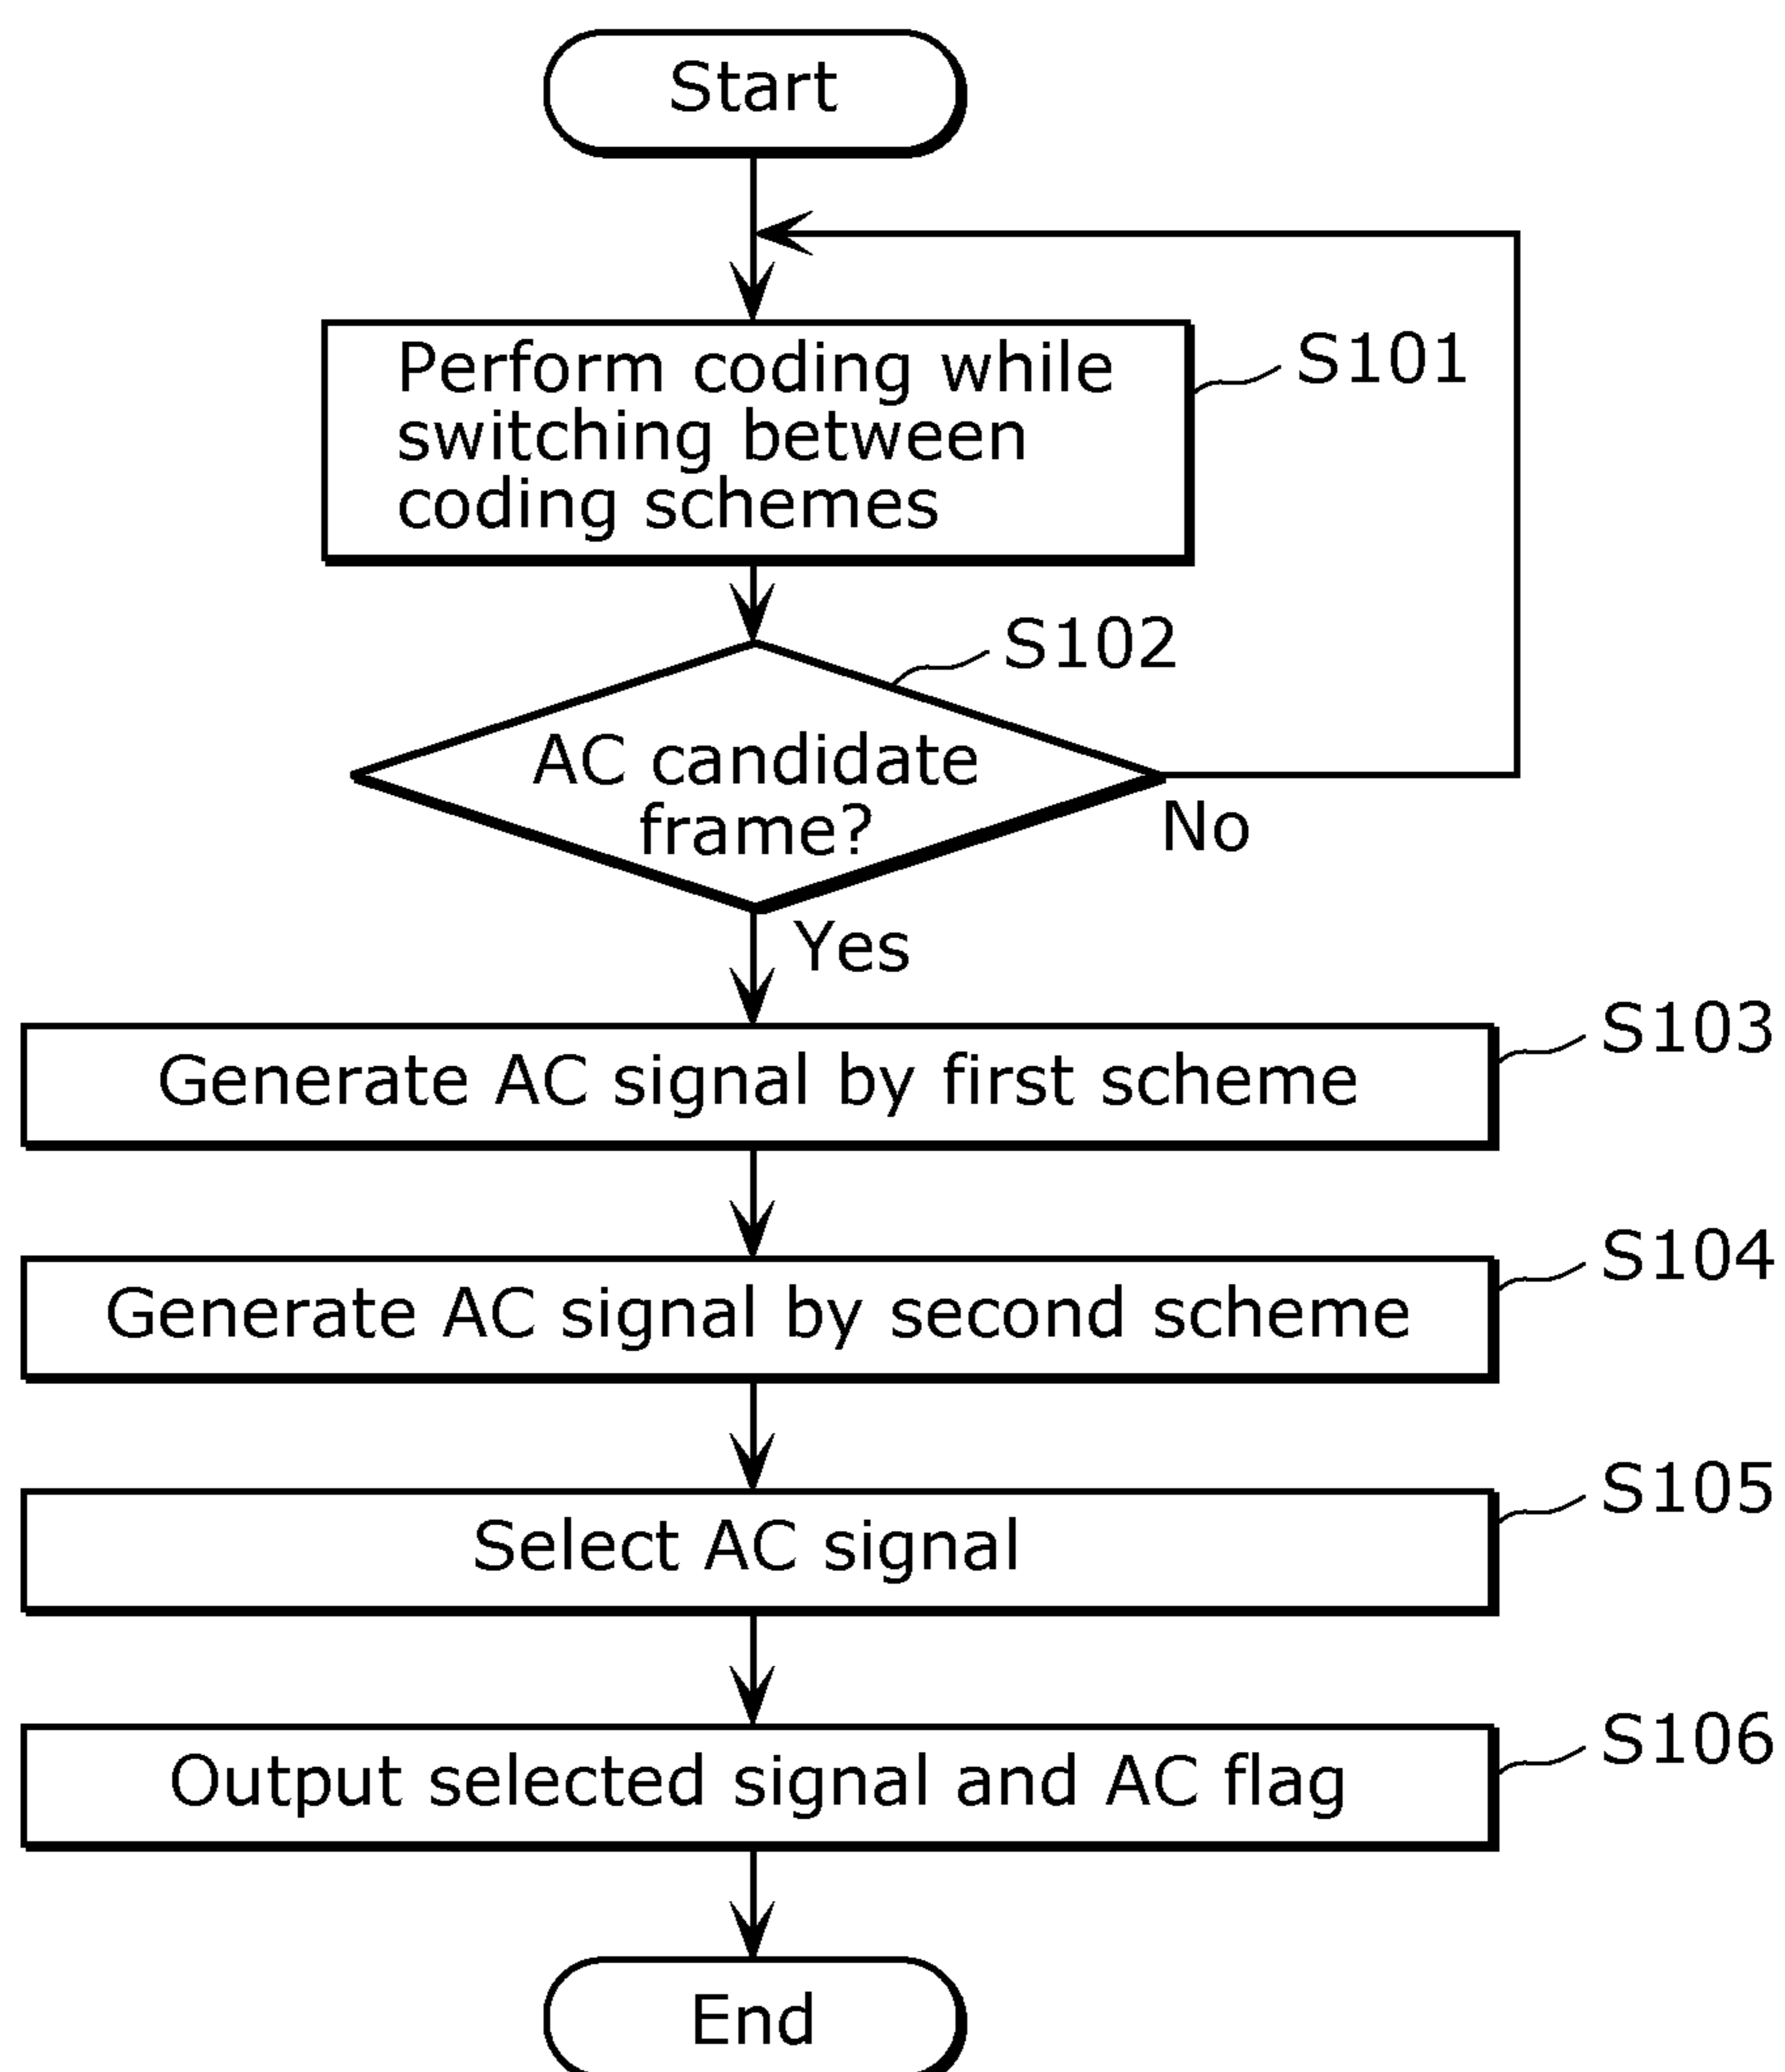 Start
Perform coding while
switching between
coding schemes
S101
S102
AC candidate
frame?
No
Yes
Generate AC signal by first scheme
S103
Generate AC signal by second scheme
S104
Select AC signal
S105
Output selected signal and AC flag
S106
End